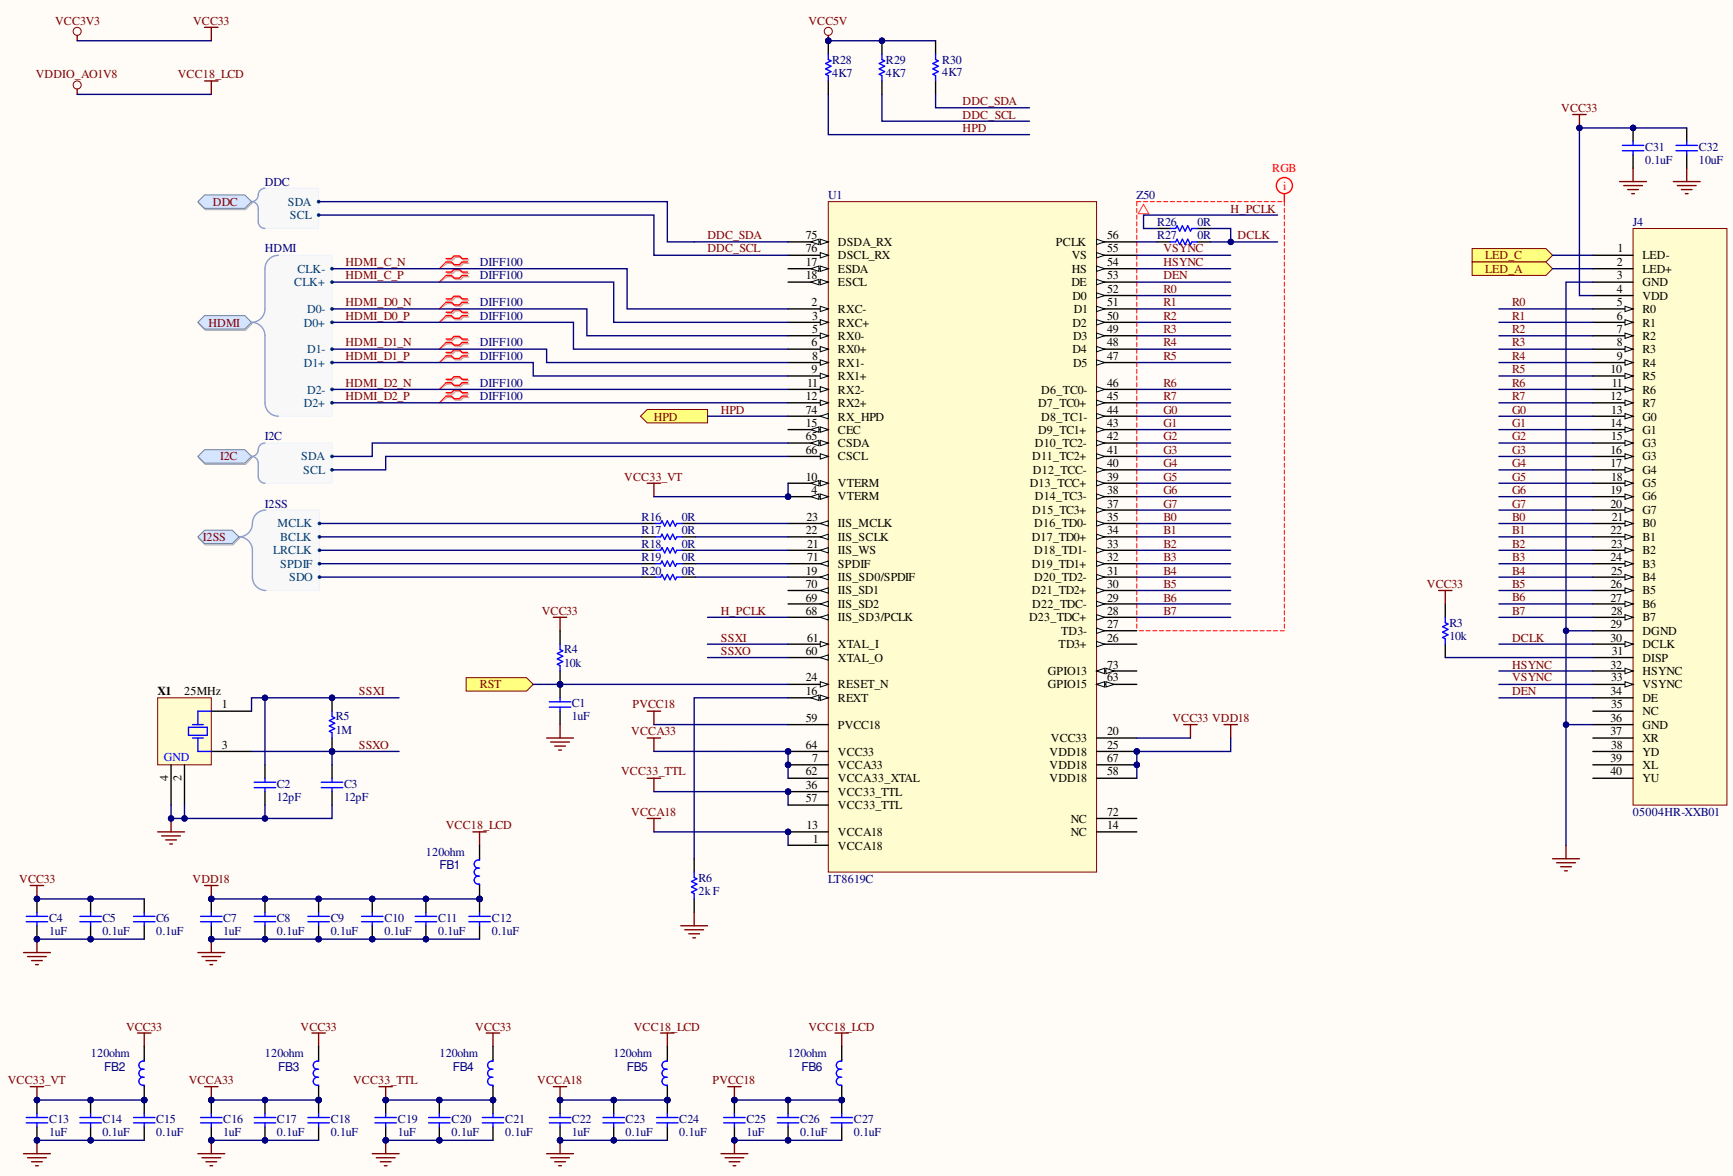 VCC3V3
VCC33
VDDIO_AO1V8
VCC18_LCD
VCC5V
R28
4K7
R29
4K7
R30
4K7
DDC_SDA
DDC_SCL
HPD
DDC
DDC
SDA
SCL
HDMI
HDMI
CLK-
CLK+
D0-
D0+
D1-
D1+
D2-
D2+
HDMI_C_N
HDMI_C_P
HDMI_D0_N
HDMI_D0_P
HDMI_D1_N
HDMI_D1_P
HDMI_D2_N
HDMI_D2_P
DIFF100
DIFF100
DIFF100
DIFF100
DIFF100
DIFF100
DIFF100
DIFF100
HPD
HPD
I2C
I2C
SDA
SCL
VCC33_VT
I2SS
I2SS
MCLK
BCLK
LRCLK
SPDIF
SDO
R16 0R
R17 0R
R18 0R
R19 0R
R20 0R
H_PCLK
SSXI
SSXO
VCC33
R4
10k
RST
C1
1uF
PVCC18
VCCA33
VCC33_TTL
VCCA18
R6
2k F
DDC_SDA
DDC_SCL
U1
75 DSDA_RX
76 DSCL_RX
17 ESDA
18 ESCL
2 RXC-
3 RXC+
5 RX0-
6 RX0+
8 RX1-
9 RX1+
11 RX2-
12 RX2+
74 RX_HPD
15 CEC
65 CSDA
66 CSCL
10 VTERM
4 VTERM
23 IIS_MCLK
22 IIS_SCLK
21 IIS_WS
71 SPDIF
19 IIS_SD0/SPDIF
70 IIS_SD1
69 IIS_SD2
68 IIS_SD3/PCLK
61 XTAL_I
60 XTAL_O
24 RESET_N
16 REXT
59 PVCC18
64 VCC33
7 VCCA33
62 VCCA33_XTAL
36 VCC33_TTL
57 VCC33_TTL
13 VCCA18
1 VCCA18
LT8619C
RGB
i
Z50
H_PCLK
R26 0R
R27 0R
DCLK
PCLK 56
VS 55 VSYNC
HS 54 HSYNC
DE 53 DEN
D0 52 R0
D1 51 R1
D2 50 R2
D3 49 R3
D4 48 R4
D5 47 R5
D6_TC0- 46 R6
D7_TC0+ 45 R7
D8_TC1- 44 G0
D9_TC1+ 43 G1
D10_TC2- 42 G2
D11_TC2+ 41 G3
D12_TCC- 40 G4
D13_TCC+ 39 G5
D14_TC3- 38 G6
D15_TC3+ 37 G7
D16_TD0- 35 B0
D17_TD0+ 34 B1
D18_TD1- 33 B2
D19_TD1+ 32 B3
D20_TD2- 31 B4
D21_TD2+ 30 B5
D22_TDC- 29 B6
D23_TDC+ 28 B7
TD3- 27
TD3+ 26
GPIO13 73
GPIO15 63
VCC33 VDD18
VCC33 20
VDD18 25
VDD18 67
VDD18 58
NC 72
NC 14
VCC33
C31
0.1uF
C32
10uF
J4
LED_C 1 LED-
LED_A 2 LED+
3 GND
4 VDD
R0 5 R0
R1 6 R1
R2 7 R2
R3 8 R3
R4 9 R4
R5 10 R5
R6 11 R6
R7 12 R7
G0 13 G0
G1 14 G1
G2 15 G3
G3 16 G3
G4 17 G4
G5 18 G5
G6 19 G6
G7 20 G7
B0 21 B0
B1 22 B1
B2 23 B2
B3 24 B3
B4 25 B4
B5 26 B5
B6 27 B6
B7 28 B7
29 DGND
DCLK 30 DCLK
31 DISP
HSYNC 32 HSYNC
VSYNC 33 VSYNC
DEN 34 DE
35 NC
36 GND
37 XR
38 YD
39 XL
40 YU
05004HR-XXB01
VCC33
R3
10k
X1 25MHz
1
3
GND
4
2
SSXI
R5
1M
SSXO
C2
12pF
C3
12pF
VCC33
C4
1uF
C5
0.1uF
C6
0.1uF
VDD18
VCC18_LCD
120ohm
FB1
C7
1uF
C8
0.1uF
C9
0.1uF
C10
0.1uF
C11
0.1uF
C12
0.1uF
VCC33
120ohm
FB2
VCC33_VT
C13
1uF
C14
0.1uF
C15
0.1uF
VCC33
120ohm
FB3
VCCA33
C16
1uF
C17
0.1uF
C18
0.1uF
VCC33
120ohm
FB4
VCC33_TTL
C19
1uF
C20
0.1uF
C21
0.1uF
VCC18_LCD
120ohm
FB5
VCCA18
C22
1uF
C23
0.1uF
C24
0.1uF
VCC18_LCD
120ohm
FB6
PVCC18
C25
1uF
C26
0.1uF
C27
0.1uF